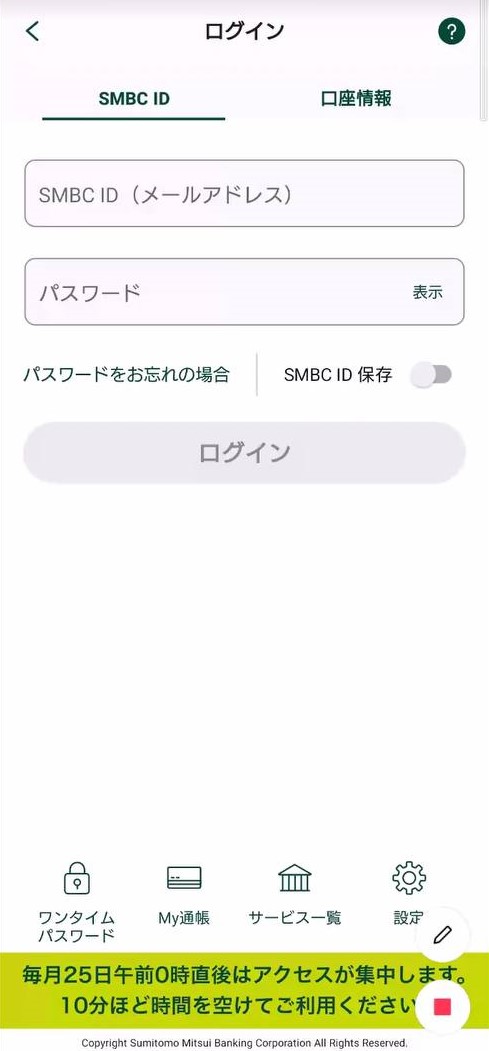 ログイン
?
SMBC ID
口座情報
SMBC ID（メールアドレス）
パスワード
表示
パスワードをお忘れの場合
SMBC ID 保存
ログイン
ワンタイム
パスワード
My通帳
サービス一覧
設定
毎月25日午前0時直後はアクセスが集中します。
10分ほど時間を空けてご利用ください
Copyright Sumitomo Mitsui Banking Corporation All Rights Reserved.